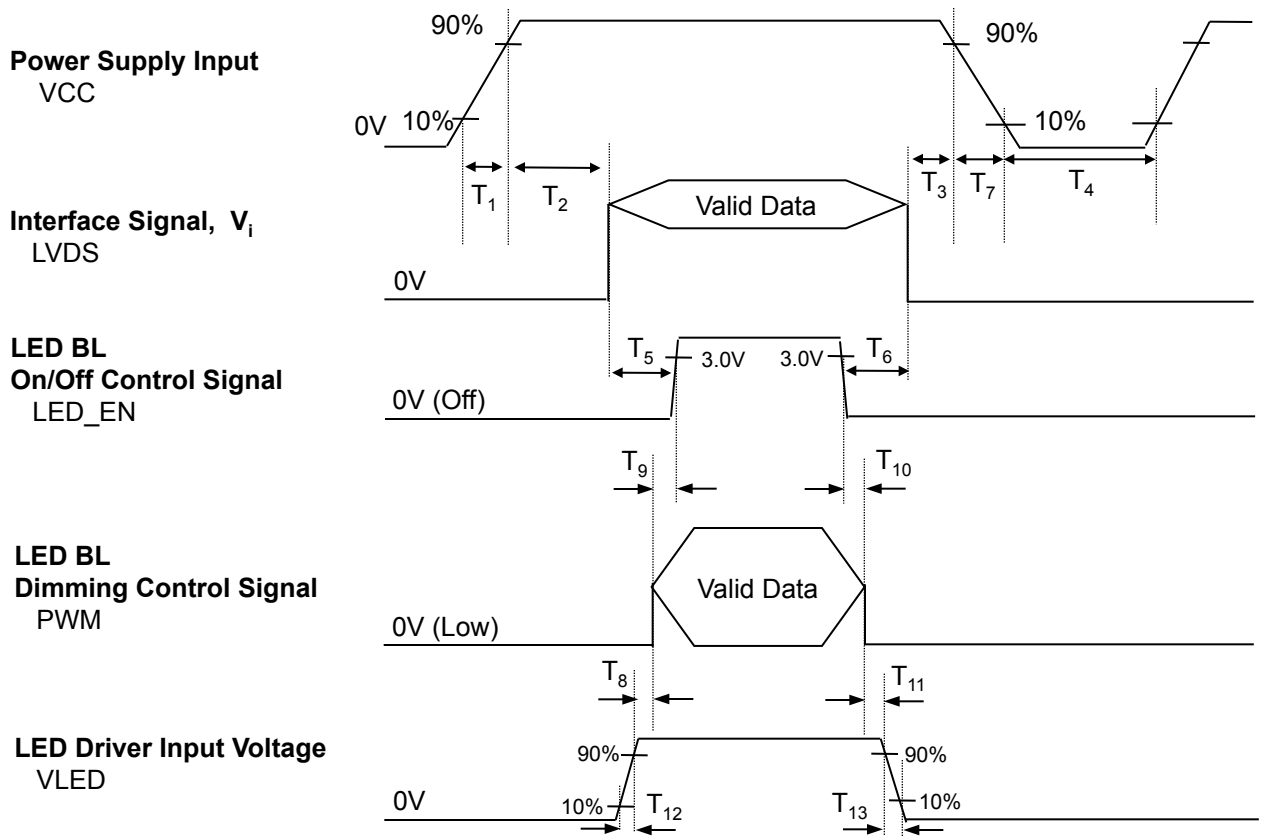 90%
90%
Power Supply Input
VCC
0V 10%
10%
T1 T2 T3 T7 T4
Valid Data
Interface Signal, Vi
LVDS
0V
LED BL
On/Off Control Signal
LED_EN
T5 3.0V 3.0V T6
0V (Off)
T9 T10
LED BL
Dimming Control Signal
PWM
Valid Data
0V (Low)
T8 T11
LED Driver Input Voltage
VLED
90% 90%
0V 10% T12 T13 10%